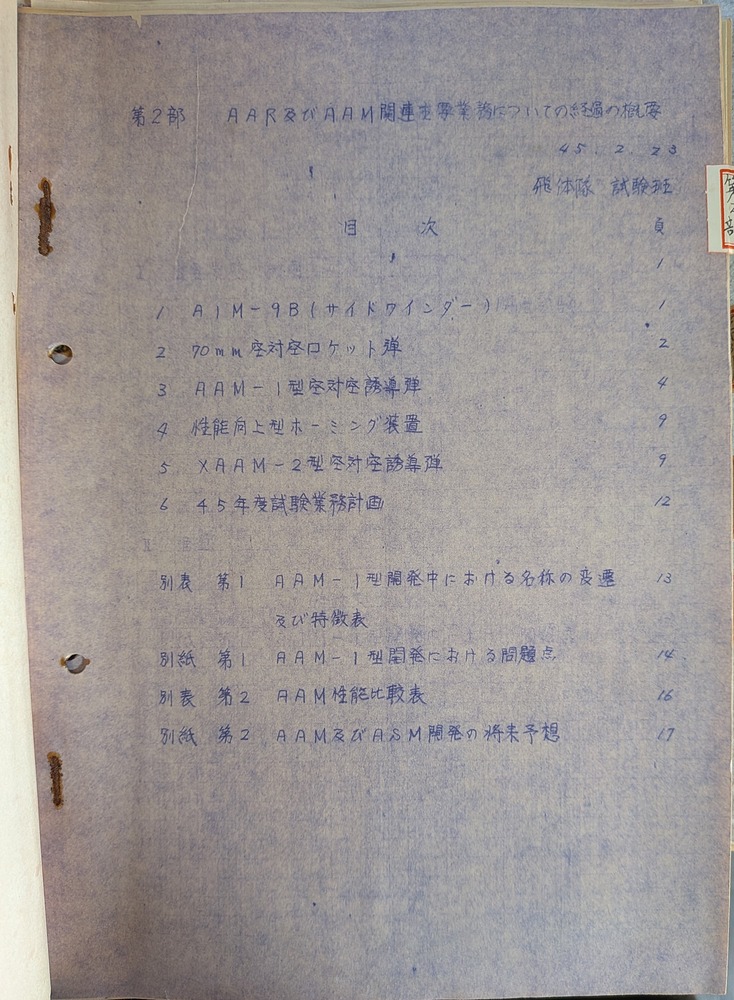 第2部 AAR及びAAM関連主要業務についての経過の概要
45.2.23
飛体隊 試験班
目 次 頁
1
1 AIM-9B(サイドワインダー) 1
2 70mm空対空ロケット弾 2
3 AAM-1型空対空誘導弾 4
4 性能向上型ホーミング装置 9
5 XAAM-2型空対空誘導弾 9
6 45年度試験業務計画 12
別表 第1 AAM-1型開発中における名称の変遷 13
及び特徴表
別紙 第1 AAM-1型開発における問題点 14
別表 第2 AAM性能比較表 16
別紙 第2 AAM及びASM開発の将来予想 17
第2部